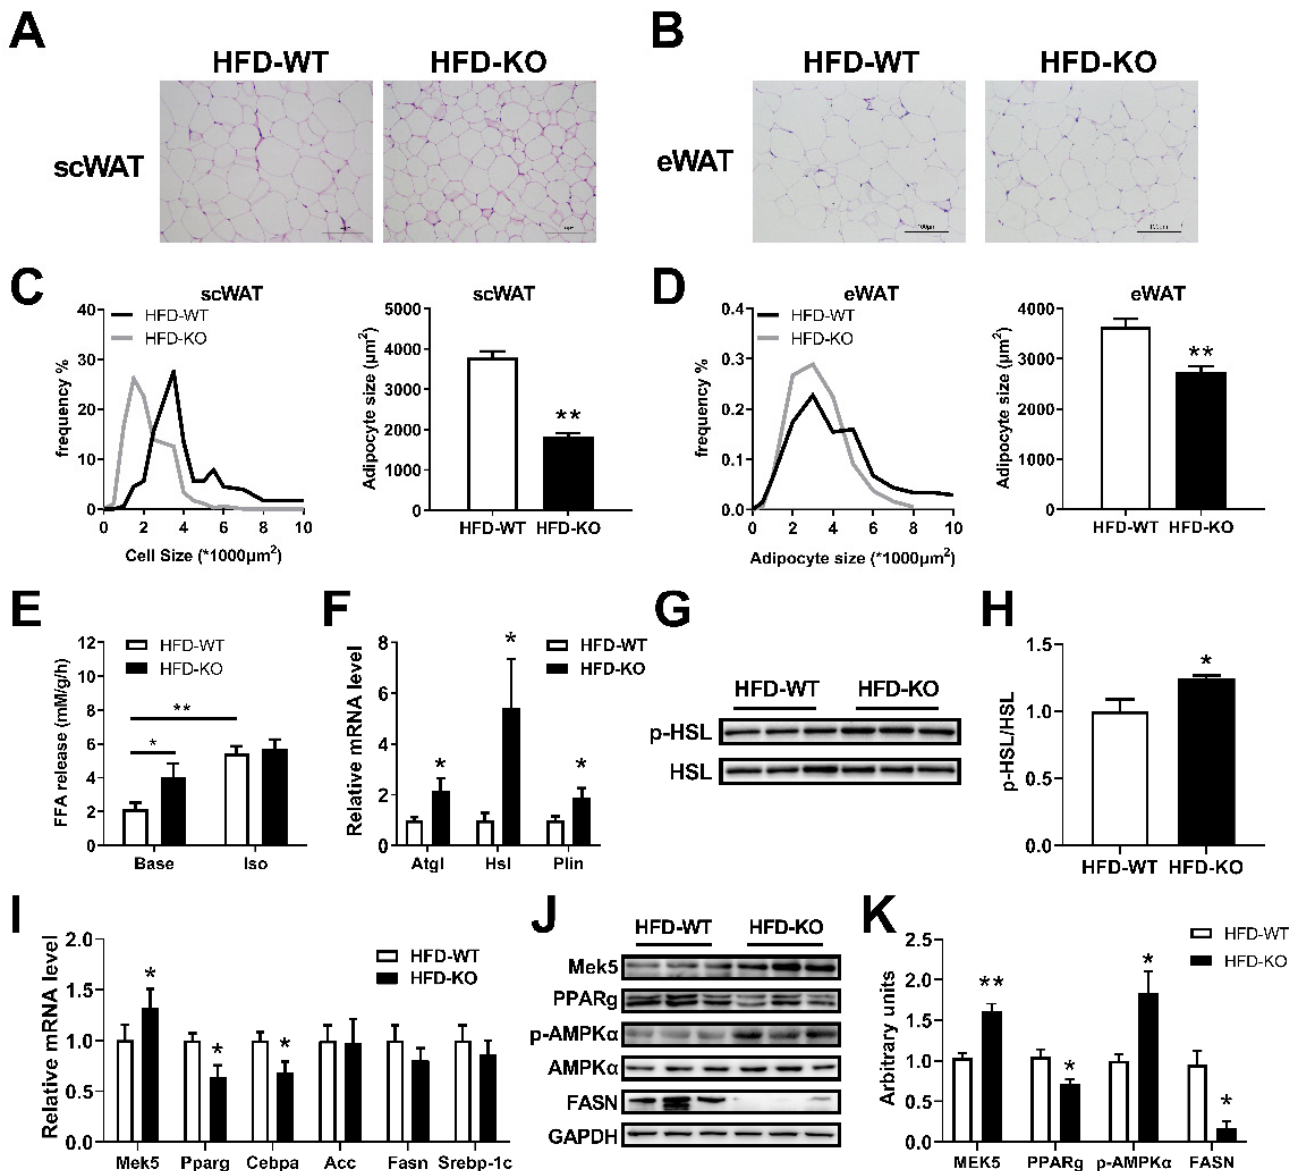 A
B
HFD-WT
HFD-KO
HFD-WT
HFD-KO
scWAT
eWAT
100μm
100μm
C
scWAT
HFD-WT
HFD-KO
frequency %
40
30
20
10
0
0 2 4 6 8 10
Cell Size (*1000μm²)
scWAT
Adipocyte size (μm²)
5000
4000
3000
2000
1000
0
**
HFD-WT HFD-KO
D
eWAT
HFD-WT
HFD-KO
frequency %
0.4
0.3
0.2
0.1
0.0
0 2 4 6 8 10
Adipocyte size (*1000μm²)
eWAT
Adipocyte size (μm²)
4000
3000
2000
1000
0
**
HFD-WT HFD-KO
E
FFA release (mM/g/h)
12
10
8
6
4
2
0
HFD-WT
HFD-KO
**
*
Base Iso
F
Relative mRNA level
8
6
4
2
0
HFD-WT
HFD-KO
* * *
Atgl Hsl Plin
G
HFD-WT HFD-KO
p-HSL
HSL
H
p-HSL/HSL
1.5
1.0
0.5
0.0
*
HFD-WT HFD-KO
I
Relative mRNA level
2.0
1.5
1.0
0.5
0.0
HFD-WT
HFD-KO
* * *
Mek5 Pparg Cebpa Acc Fasn Srebp-1c
J
HFD-WT HFD-KO
Mek5
PPARg
p-AMPKα
AMPKα
FASN
GAPDH
K
Arbitrary units
2.5
2.0
1.5
1.0
0.5
0.0
HFD-WT
HFD-KO
** * * *
MEK5 PPARg p-AMPKα FASN